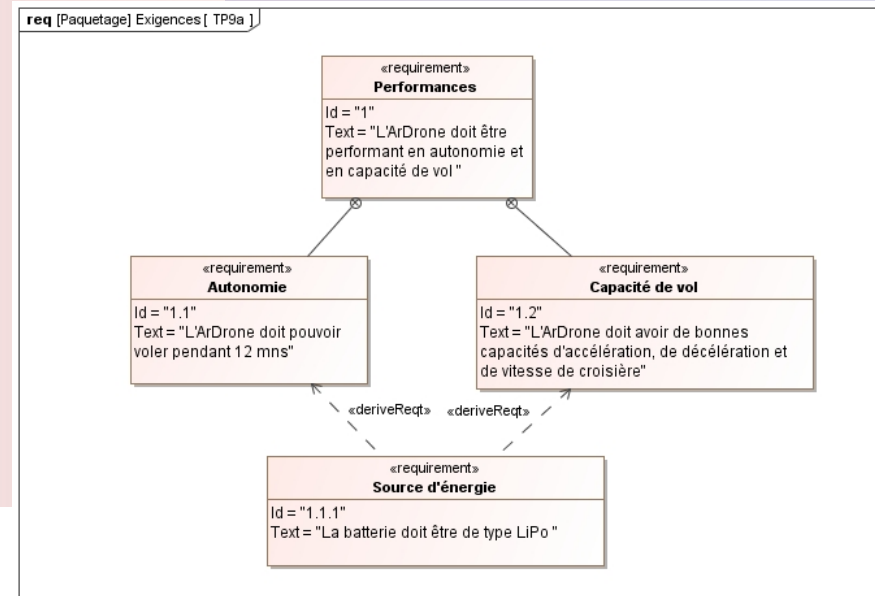 req [Paquetage] Exigences [ TP9a ]
«requirement»
Performances
Id = "1"
Text = "L'ArDrone doit être
performant en autonomie et
en capacité de vol "
«requirement»
Autonomie
Id = "1.1"
Text = "L'ArDrone doit pouvoir
voler pendant 12 mns"
«requirement»
Capacité de vol
Id = "1.2"
Text = "L'ArDrone doit avoir de bonnes
capacités d'accélération, de décélération et
de vitesse de croisière"
«deriveReqt» «deriveReqt»
«requirement»
Source d'énergie
Id = "1.1.1"
Text = "La batterie doit être de type LiPo "